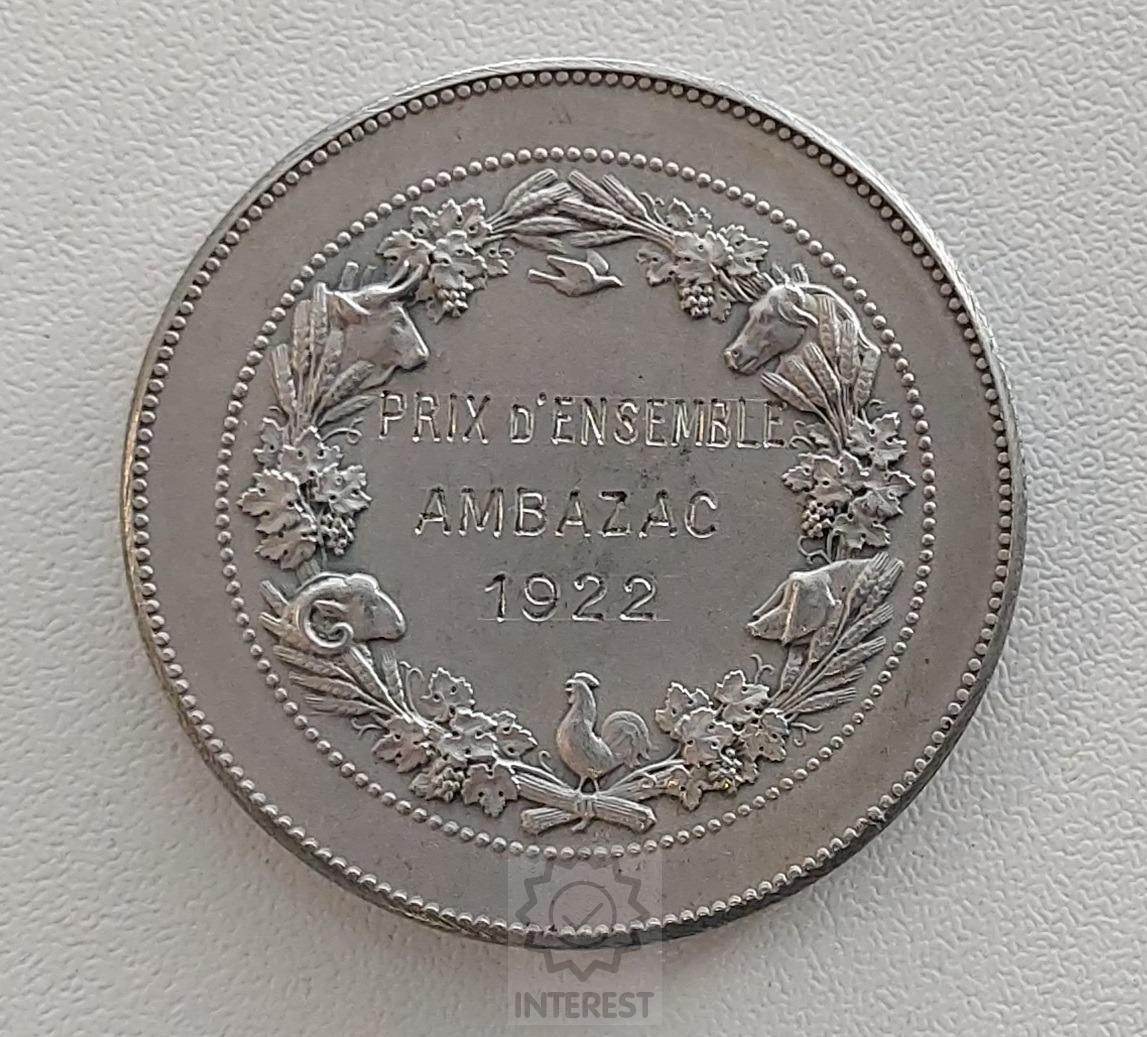 PRIX D'ENSEMBLE
AMBAZAC
1922
INTEREST